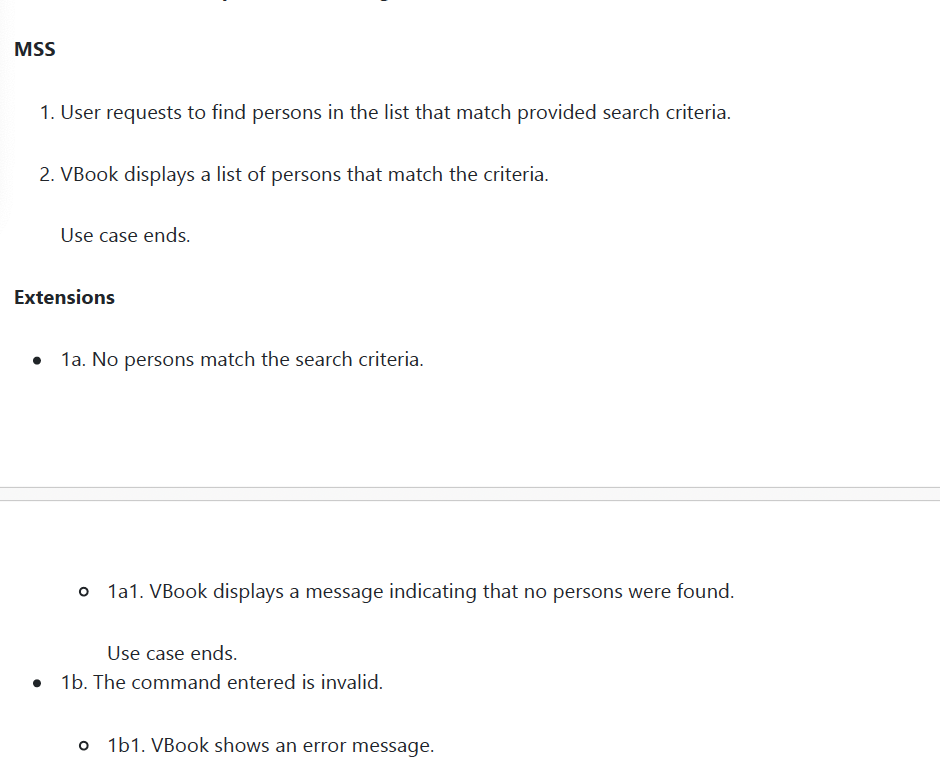 MSS
1. User requests to find persons in the list that match provided search criteria.
2. VBook displays a list of persons that match the criteria.
Use case ends.
Extensions
• 1a. No persons match the search criteria.
○ 1a1. VBook displays a message indicating that no persons were found.
Use case ends.
• 1b. The command entered is invalid.
○ 1b1. VBook shows an error message.